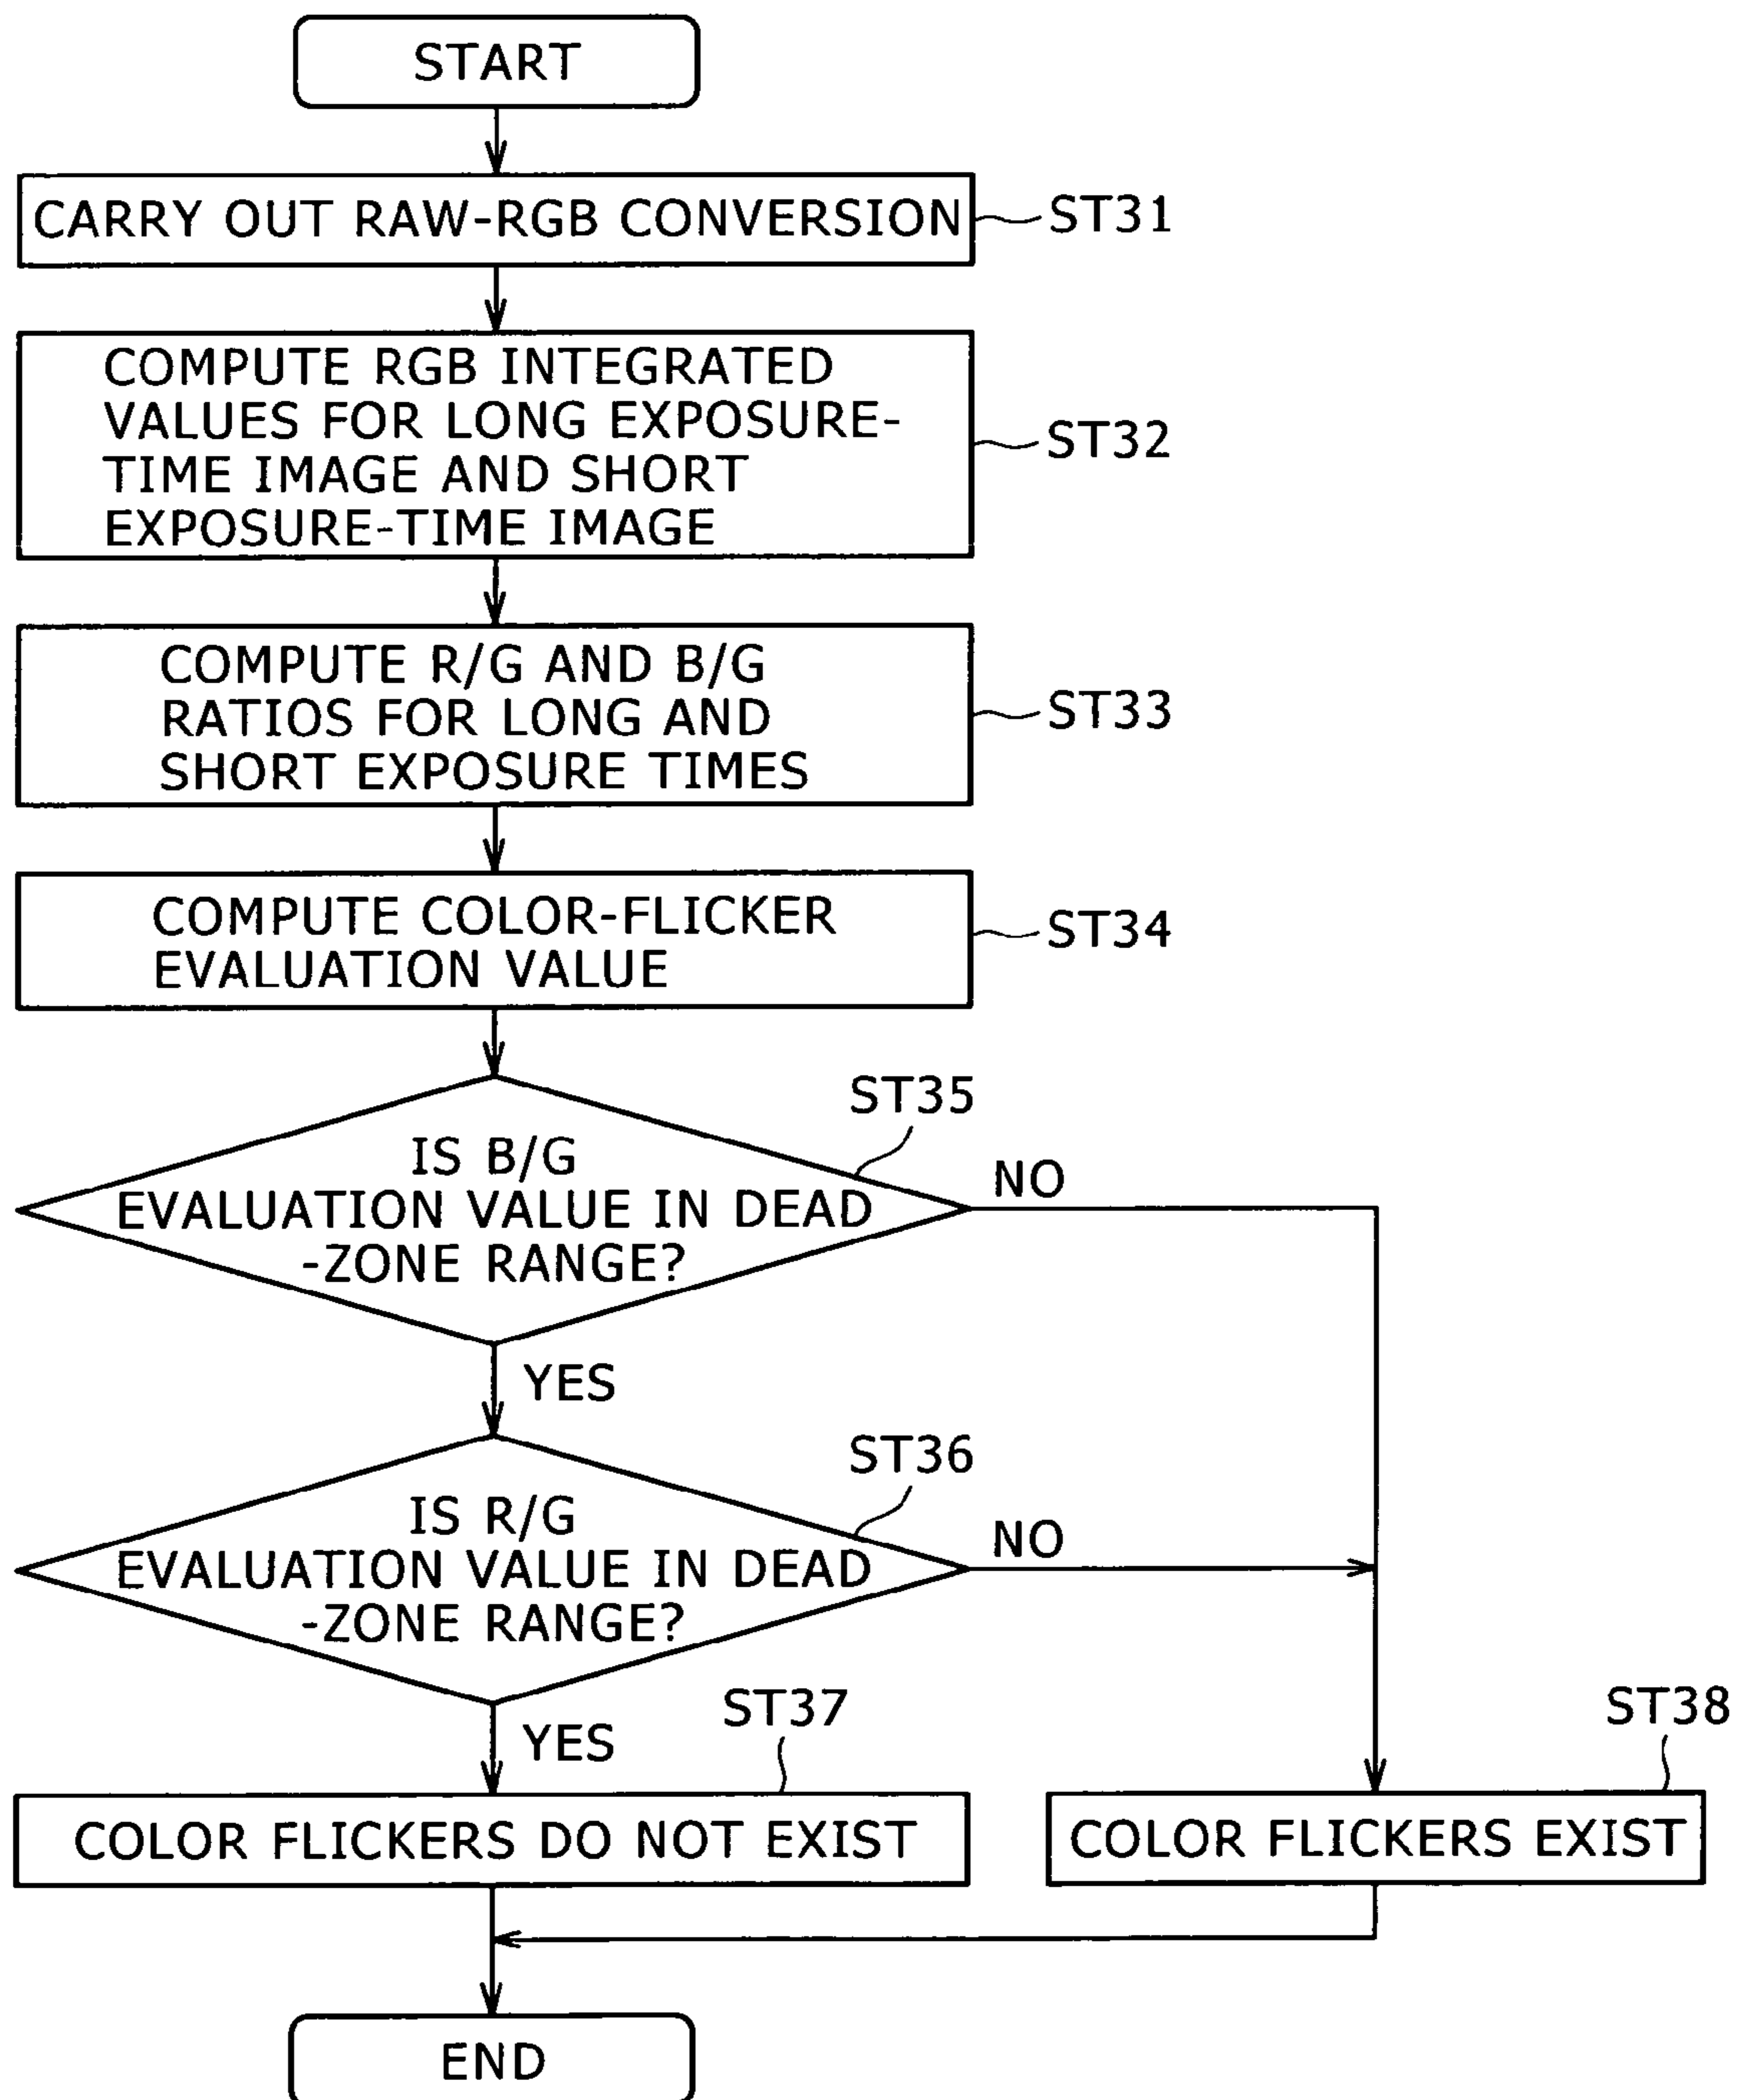 START
CARRY OUT RAW-RGB CONVERSION
ST31
COMPUTE RGB INTEGRATED
VALUES FOR LONG EXPOSURE-
TIME IMAGE AND SHORT
EXPOSURE-TIME IMAGE
ST32
COMPUTE R/G AND B/G
RATIOS FOR LONG AND
SHORT EXPOSURE TIMES
ST33
COMPUTE COLOR-FLICKER
EVALUATION VALUE
ST34
ST35
IS B/G
EVALUATION VALUE IN DEAD
-ZONE RANGE?
NO
YES
ST36
IS R/G
EVALUATION VALUE IN DEAD
-ZONE RANGE?
NO
YES
ST37
COLOR FLICKERS DO NOT EXIST
ST38
COLOR FLICKERS EXIST
END